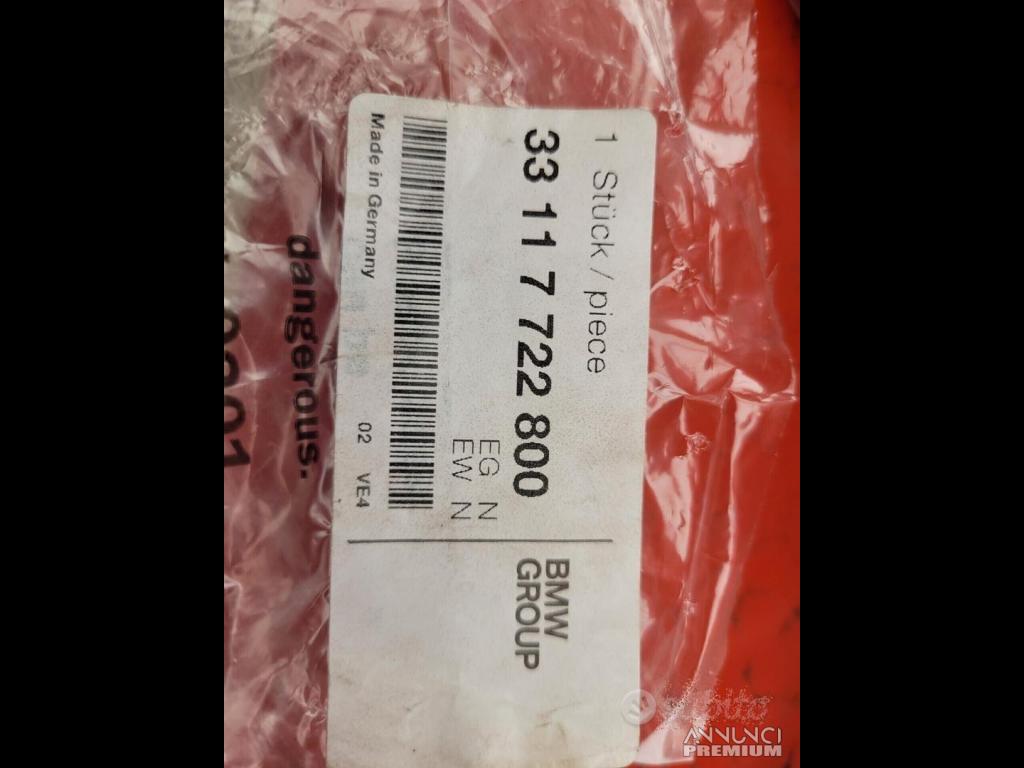 1 Stück / piece
33 11 7 722 800
EG N
EW N
Made in Germany
02 VE4
BMW
GROUP
dangerous.
subito
ANNUNCI
PREMIUM